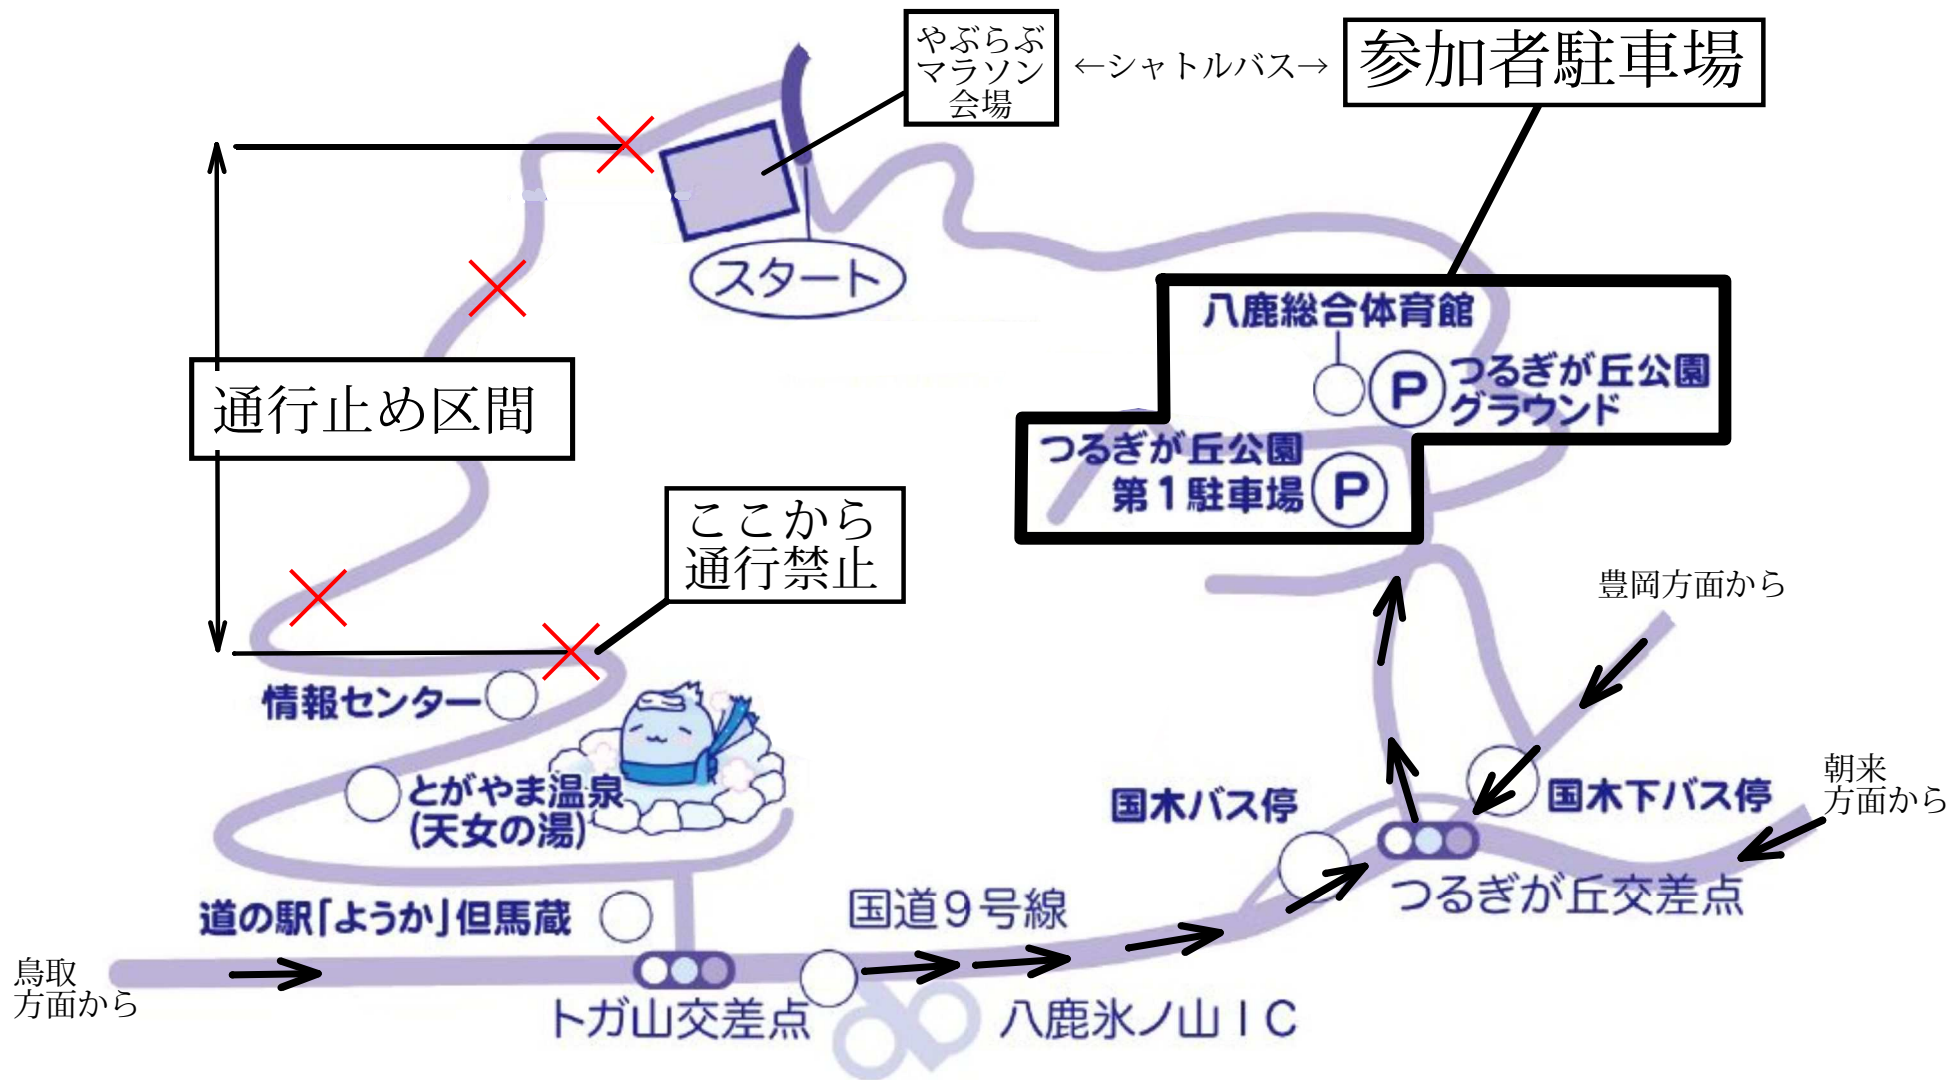 やぶらぶ
マラソン
会場
←シャトルバス→
参加者駐車場
スタート
八鹿総合体育館
P
つるぎが丘公園
グラウンド
つるぎが丘公園
第1駐車場
P
通行止め区間
ここから
通行禁止
豊岡方面から
情報センター
とがやま温泉
(天女の湯)
国木バス停
国木下バス停
朝来
方面から
つるぎが丘交差点
道の駅「ようか」但馬蔵
国道9号線
鳥取
方面から
トガ山交差点
八鹿氷ノ山IC